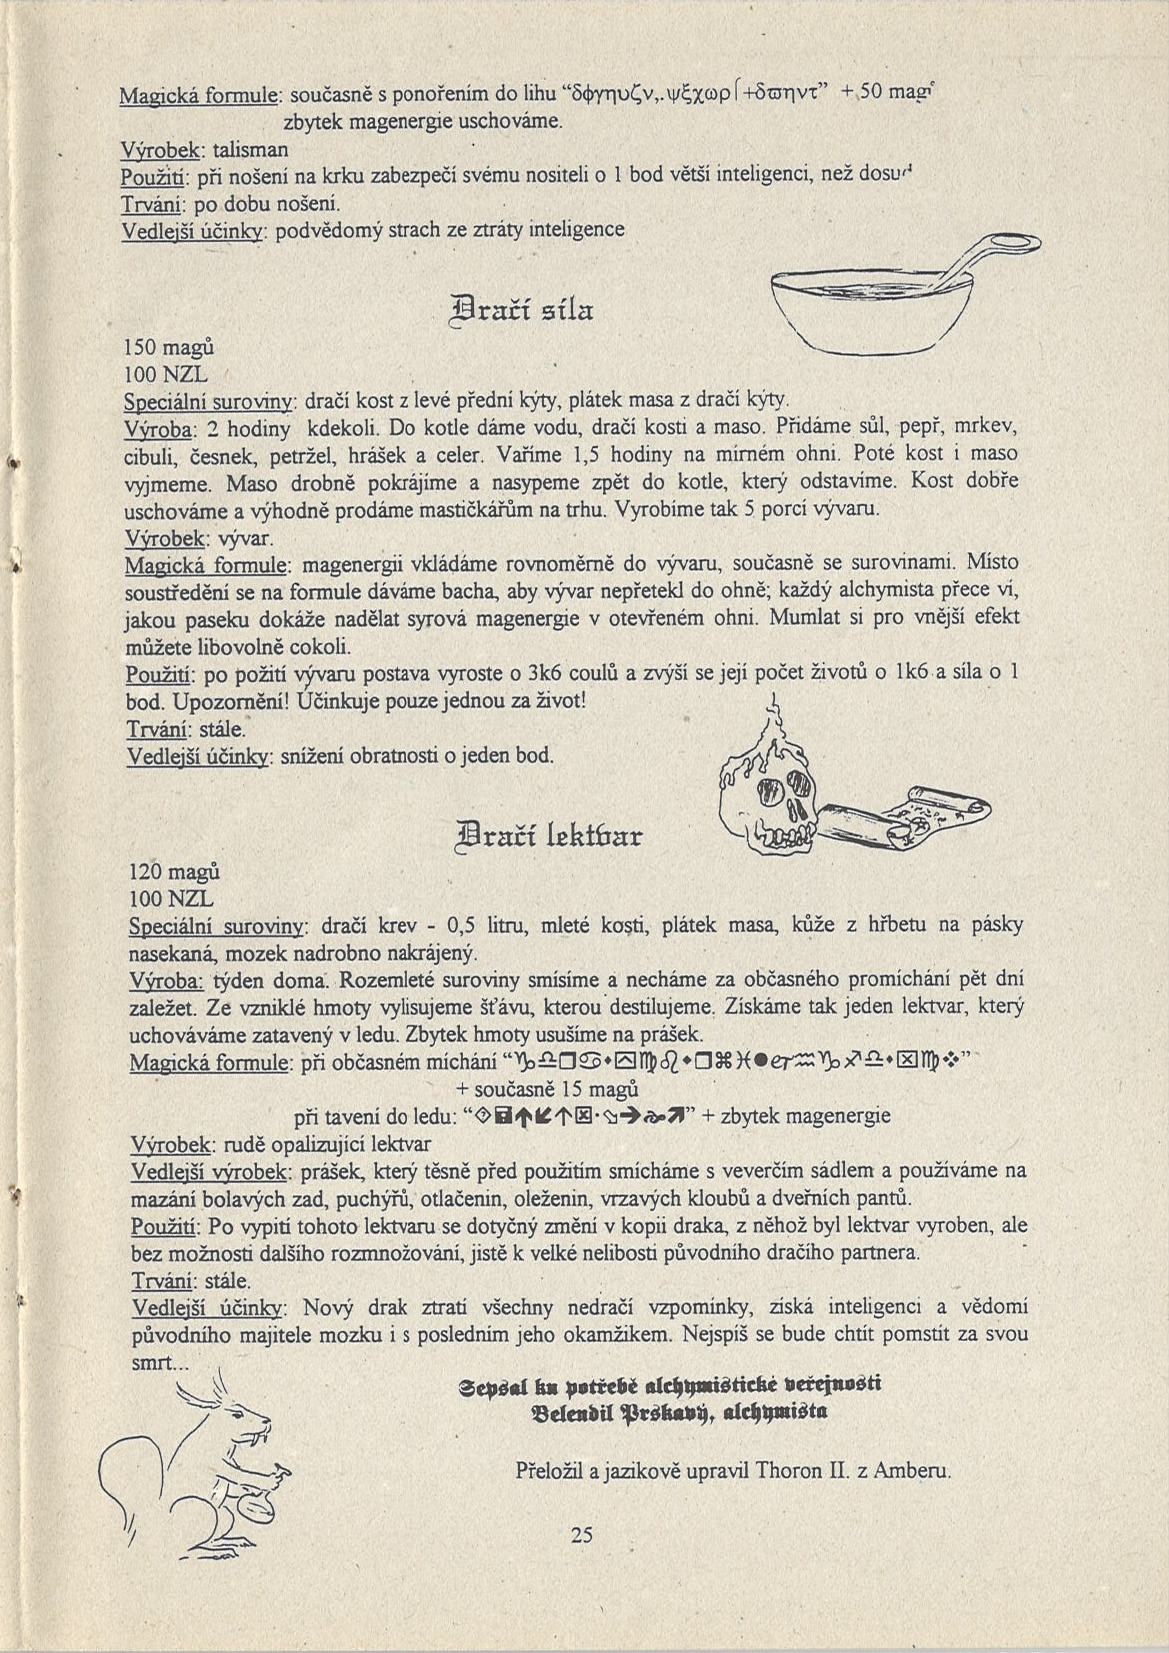 Magická formule: současně s ponořením do lihu “δφγηυζν,.ψξχωρ⌠+δϖηντ” + 50
zbytek magenergie uschováme.
Výrobek: talisman
Použití: při nošení na krku zabezpečí svému nositeli o 1 bod větší inteligenci, než
Trvání: po dobu nošení.
Vedlejší účinky: podvědomý strach ze ztráty inteligence
Dračí síla
150 magů
100 NZL
Speciální suroviny: dračí kost z levé přední kýty, plátek masa z dračí kýty.
Výroba: 2 hodiny kdekoli. Do kotle dáme vodu, dračí kosti a maso. Přidáme sůl, pepř, mrkev,
cibuli, česnek, petržel, hrášek a celer. Vaříme 1,5 hodiny na mírném ohni. Poté kost i maso
vyjmeme. Maso drobně pokrájíme a nasypeme zpět do kotle, který odstavíme. Kost dobře
uschováme a výhodně prodáme mastičkářům na trhu. Vyrobíme tak 5 porcí vývaru.
Výrobek: vývar.
Magická formule: magenergii vkládáme rovnoměrně do vývaru, současně se surovinami. Místo
soustředění se na formule dáváme bacha, aby vývar nepřetekl do ohně; každý alchymista přece ví,
jakou paseku dokáže nadělat syrová magenergie v otevřeném ohni. Mumlat si pro vnější efekt
můžete libovolně cokoli.
Použití: po požití vývaru postava vyroste o 3k6 coulů a zvýší se její počet životů o 1k6 a síla o 1
bod. Upozornění! Účinkuje pouze jednou za život!
Trvání: stále.
Vedlejší účinky: snížení obratnosti o jeden bod.
Dračí lektvar
120 magů
100 NZL
Speciální suroviny: dračí krev - 0,5 litru, mleté kosti, plátek masa, kůže z hřbetu na pásky
nasekaná, mozek nadrobno nakrájený.
Výroba: týden doma. Rozemleté suroviny smísíme a necháme za občasného promíchání pět dní
zaležet. Ze vzniklé hmoty vylisujeme šťávu, kterou destilujeme. Získáme tak jeden lektvar, který
uchováváme zatavený v ledu. Zbytek hmoty usušíme na prášek.
Magická formule: při občasném míchání “♑♎❐♋⬥⍓♍♌⬥❐⌘♓●er♒♑♐♎⬥⌧♍❖”
+ současně 15 magů
při tavení do ledu: “🖬↑↙↑☒·→↗” + zbytek magenergie
Výrobek: rudě opalizující lektvar
Vedlejší výrobek: prášek, který těsně před použitím smícháme s veverčím sádlem a používáme na
mazání bolavých zad, puchýřů, otlačenin, oleženin, vrzavých kloubů a dveřních pantů.
Použití: Po vypití tohoto lektvaru se dotyčný změní v kopii draka, z něhož byl lektvar vyroben, ale
bez možnosti dalšího rozmnožování, jistě k velké nelibosti původního dračího partnera.
Trvání: stále.
Vedlejší účinky: Nový drak ztratí všechny nedračí vzpomínky, získá inteligenci a vědomí
původního majitele mozku i s posledním jeho okamžikem. Nejspíš se bude chtít pomstít za svou
smrt...
Sepsal ku potřebě alchymistické veřejnosti
Belendil Prskavý, alchymista
Přeložil a jazikově upravil Thoron II. z Amberu.
25